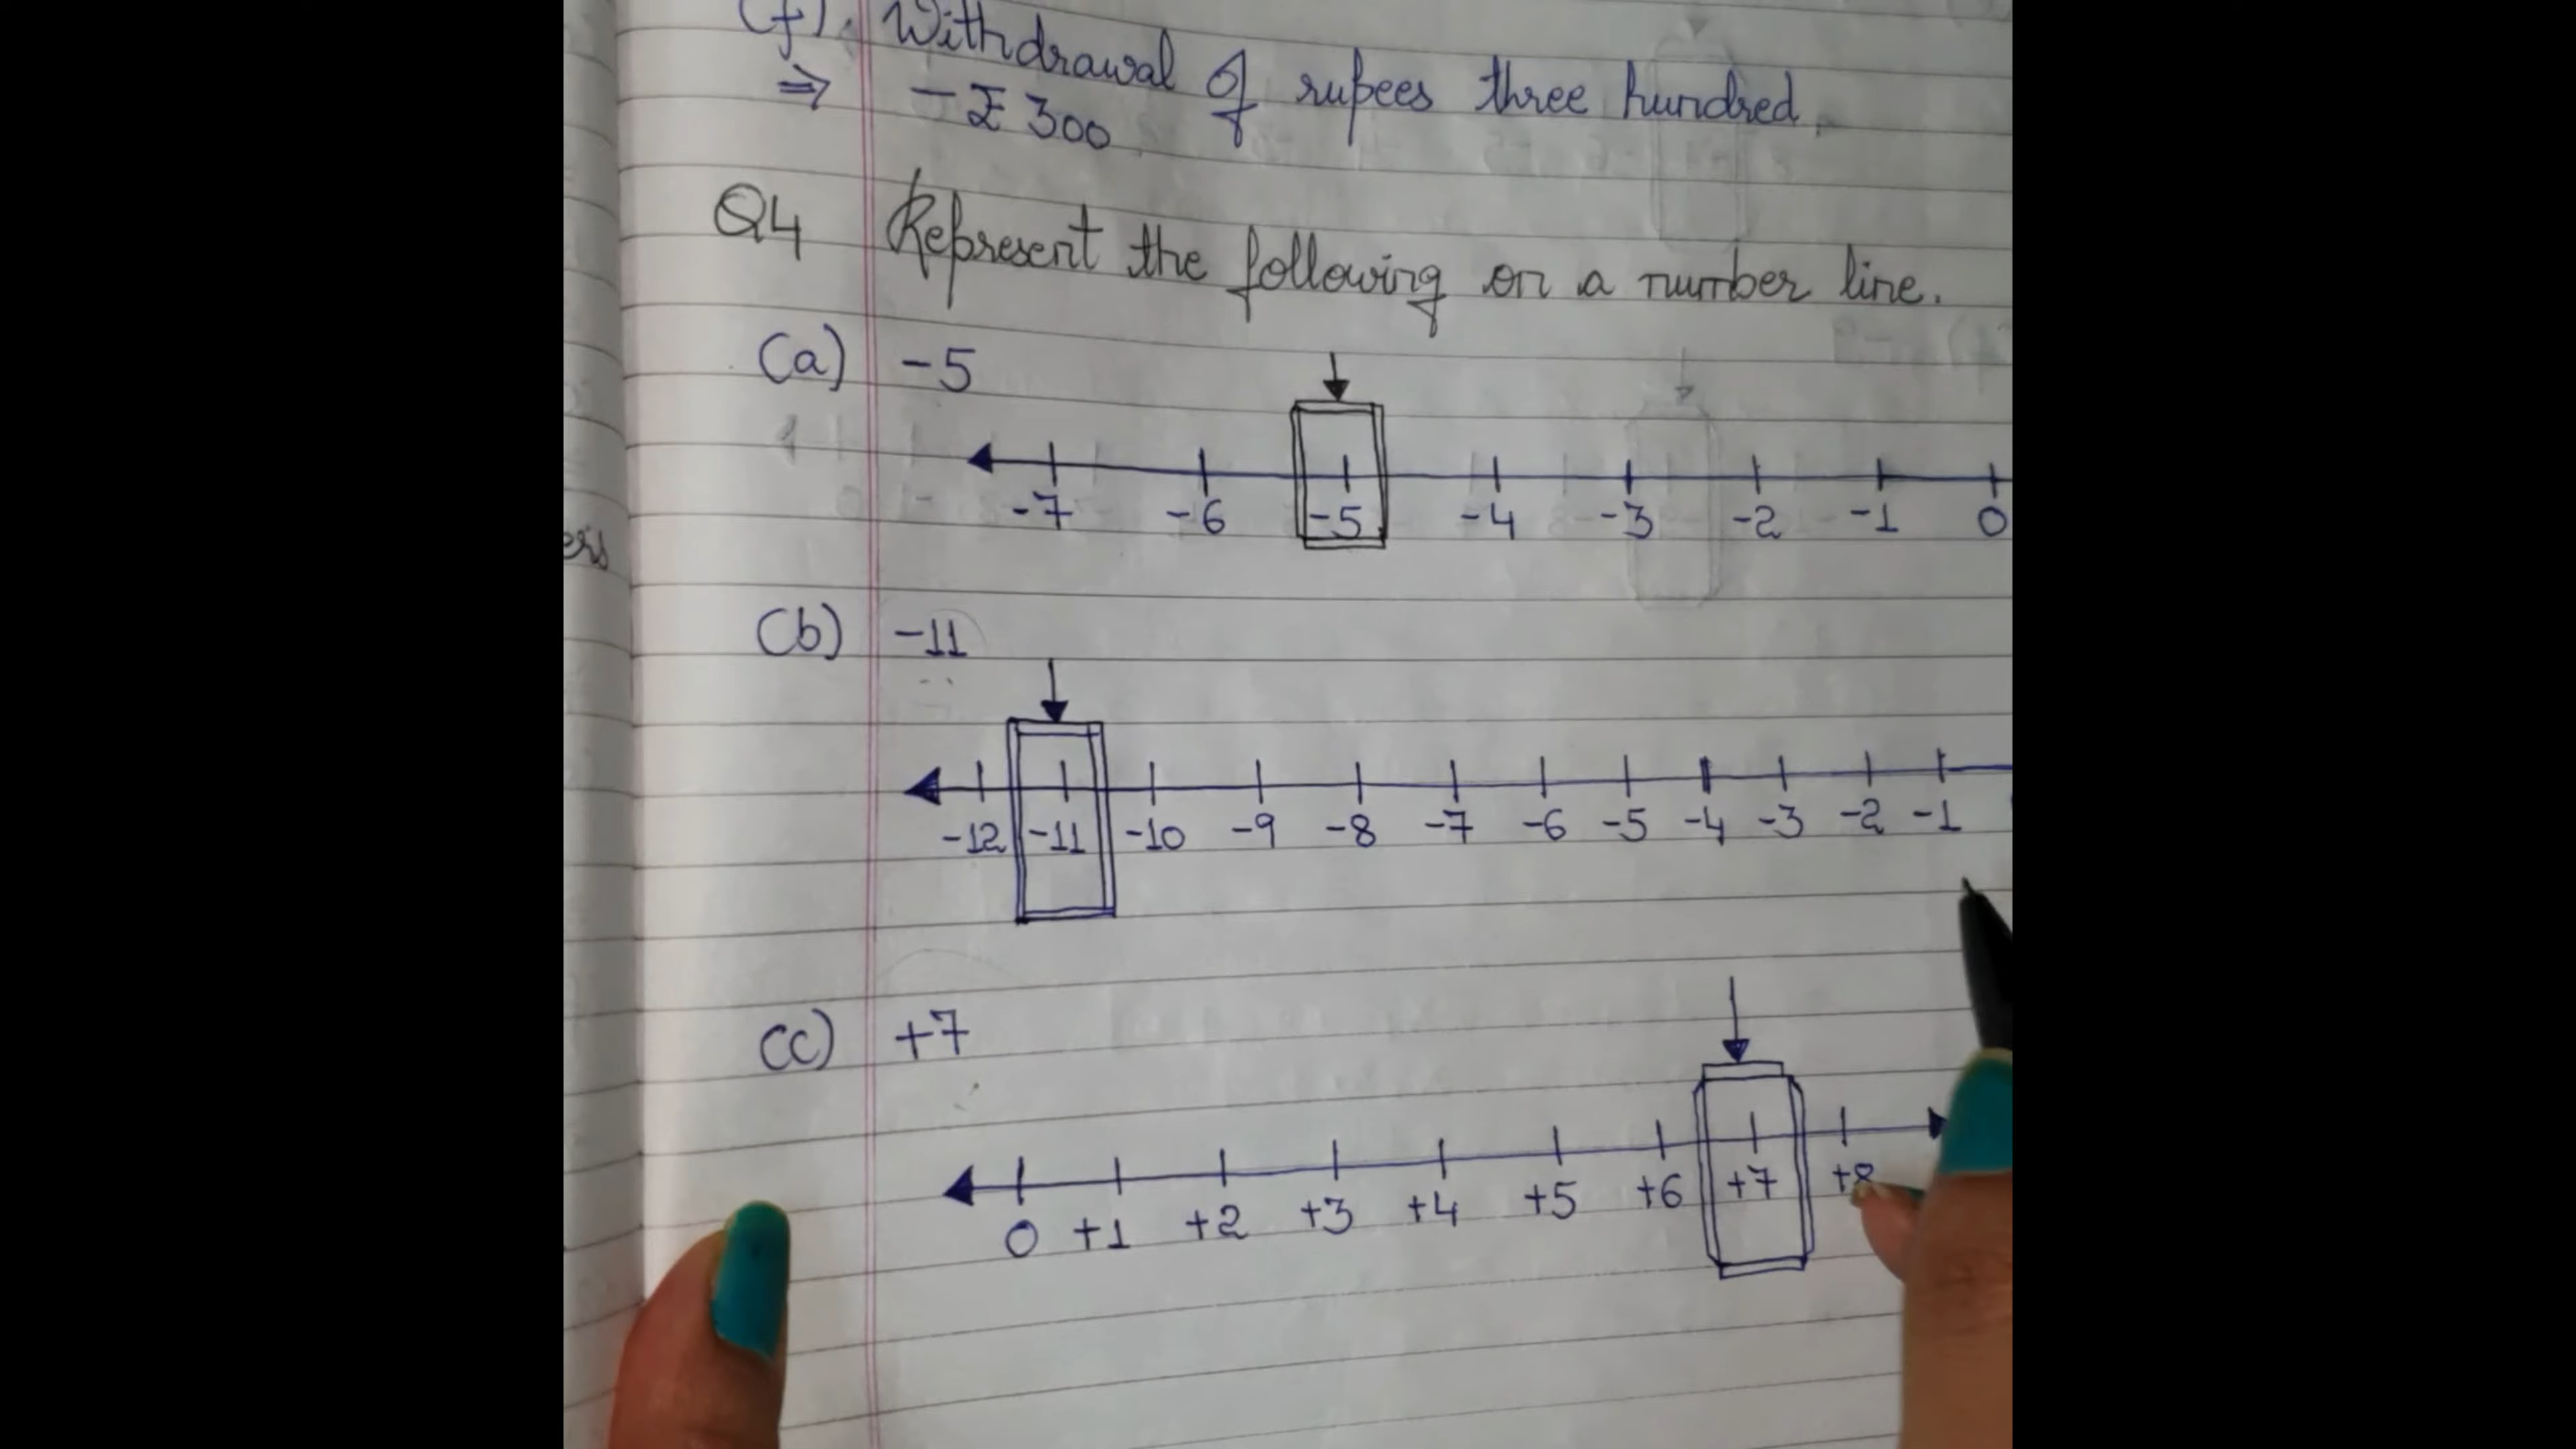 (f). Withdrawal of rupees three hundred.
⇒ -₹ 300
Q4 Represent the following on a number line.
(a) -5
-7 -6 -5 -4 -3 -2 -1 0
ers
(b) -11
-12 -11 -10 -9 -8 -7 -6 -5 -4 -3 -2 -1
(c) +7
0 +1 +2 +3 +4 +5 +6 +7 +8